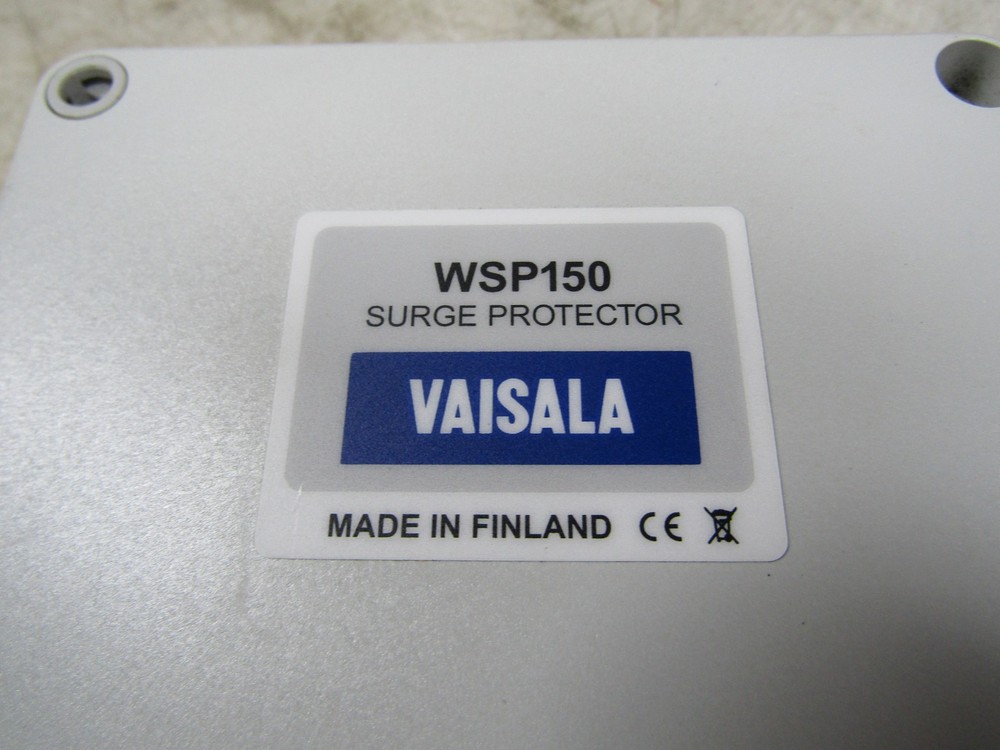 WSP150
SURGE PROTECTOR
VAISALA
MADE IN FINLAND CE